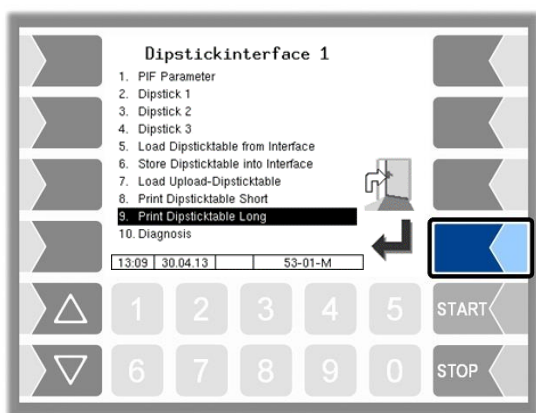 Dipstickinterface 1
1. PIF Parameter
2. Dipstick 1
3. Dipstick 2
4. Dipstick 3
5. Load Dipsticktable from Interface
6. Store Dipsticktable into Interface
7. Load Upload-Dipsticktable
8. Print Dipsticktable Short
9. Print Dipsticktable Long
10. Diagnosis
13:09 30.04.13 53-01-M
1 2 3 4 5 START
6 7 8 9 0 STOP